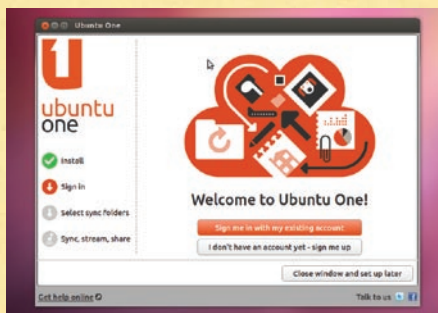 Ubuntu One
ubuntu
one
Install
Sign in
Select sync folders
Sync, stream, share
Welcome to Ubuntu One!
Sign me in with my existing account
I don't have an account yet - sign me up
Close window and set up later
Get help online
Talk to us